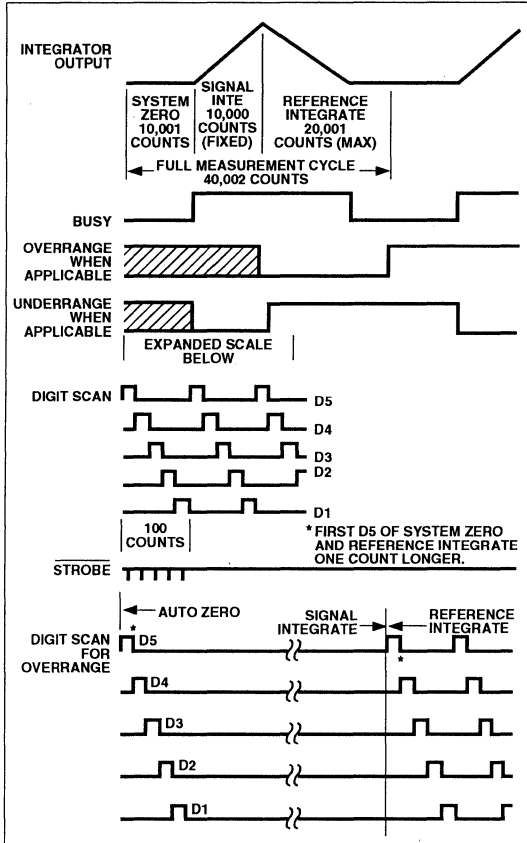 INTEGRATOR
OUTPUT
SYSTEM
ZERO
10,001
COUNTS
SIGNAL
INTE
10,000
COUNTS
(FIXED)
REFERENCE
INTEGRATE
20,001
COUNTS (MAX)
FULL MEASUREMENT CYCLE
40,002 COUNTS
BUSY
OVERRANGE
WHEN
APPLICABLE
UNDERRANGE
WHEN
APPLICABLE
EXPANDED SCALE
BELOW
DIGIT SCAN
D5
D4
D3
D2
D1
100
COUNTS
* FIRST D5 OF SYSTEM ZERO
AND REFERENCE INTEGRATE
ONE COUNT LONGER.
STROBE
AUTO ZERO
SIGNAL
INTEGRATE
REFERENCE
INTEGRATE
DIGIT SCAN
FOR
OVERRANGE
* D5
*
D4
D3
D2
D1